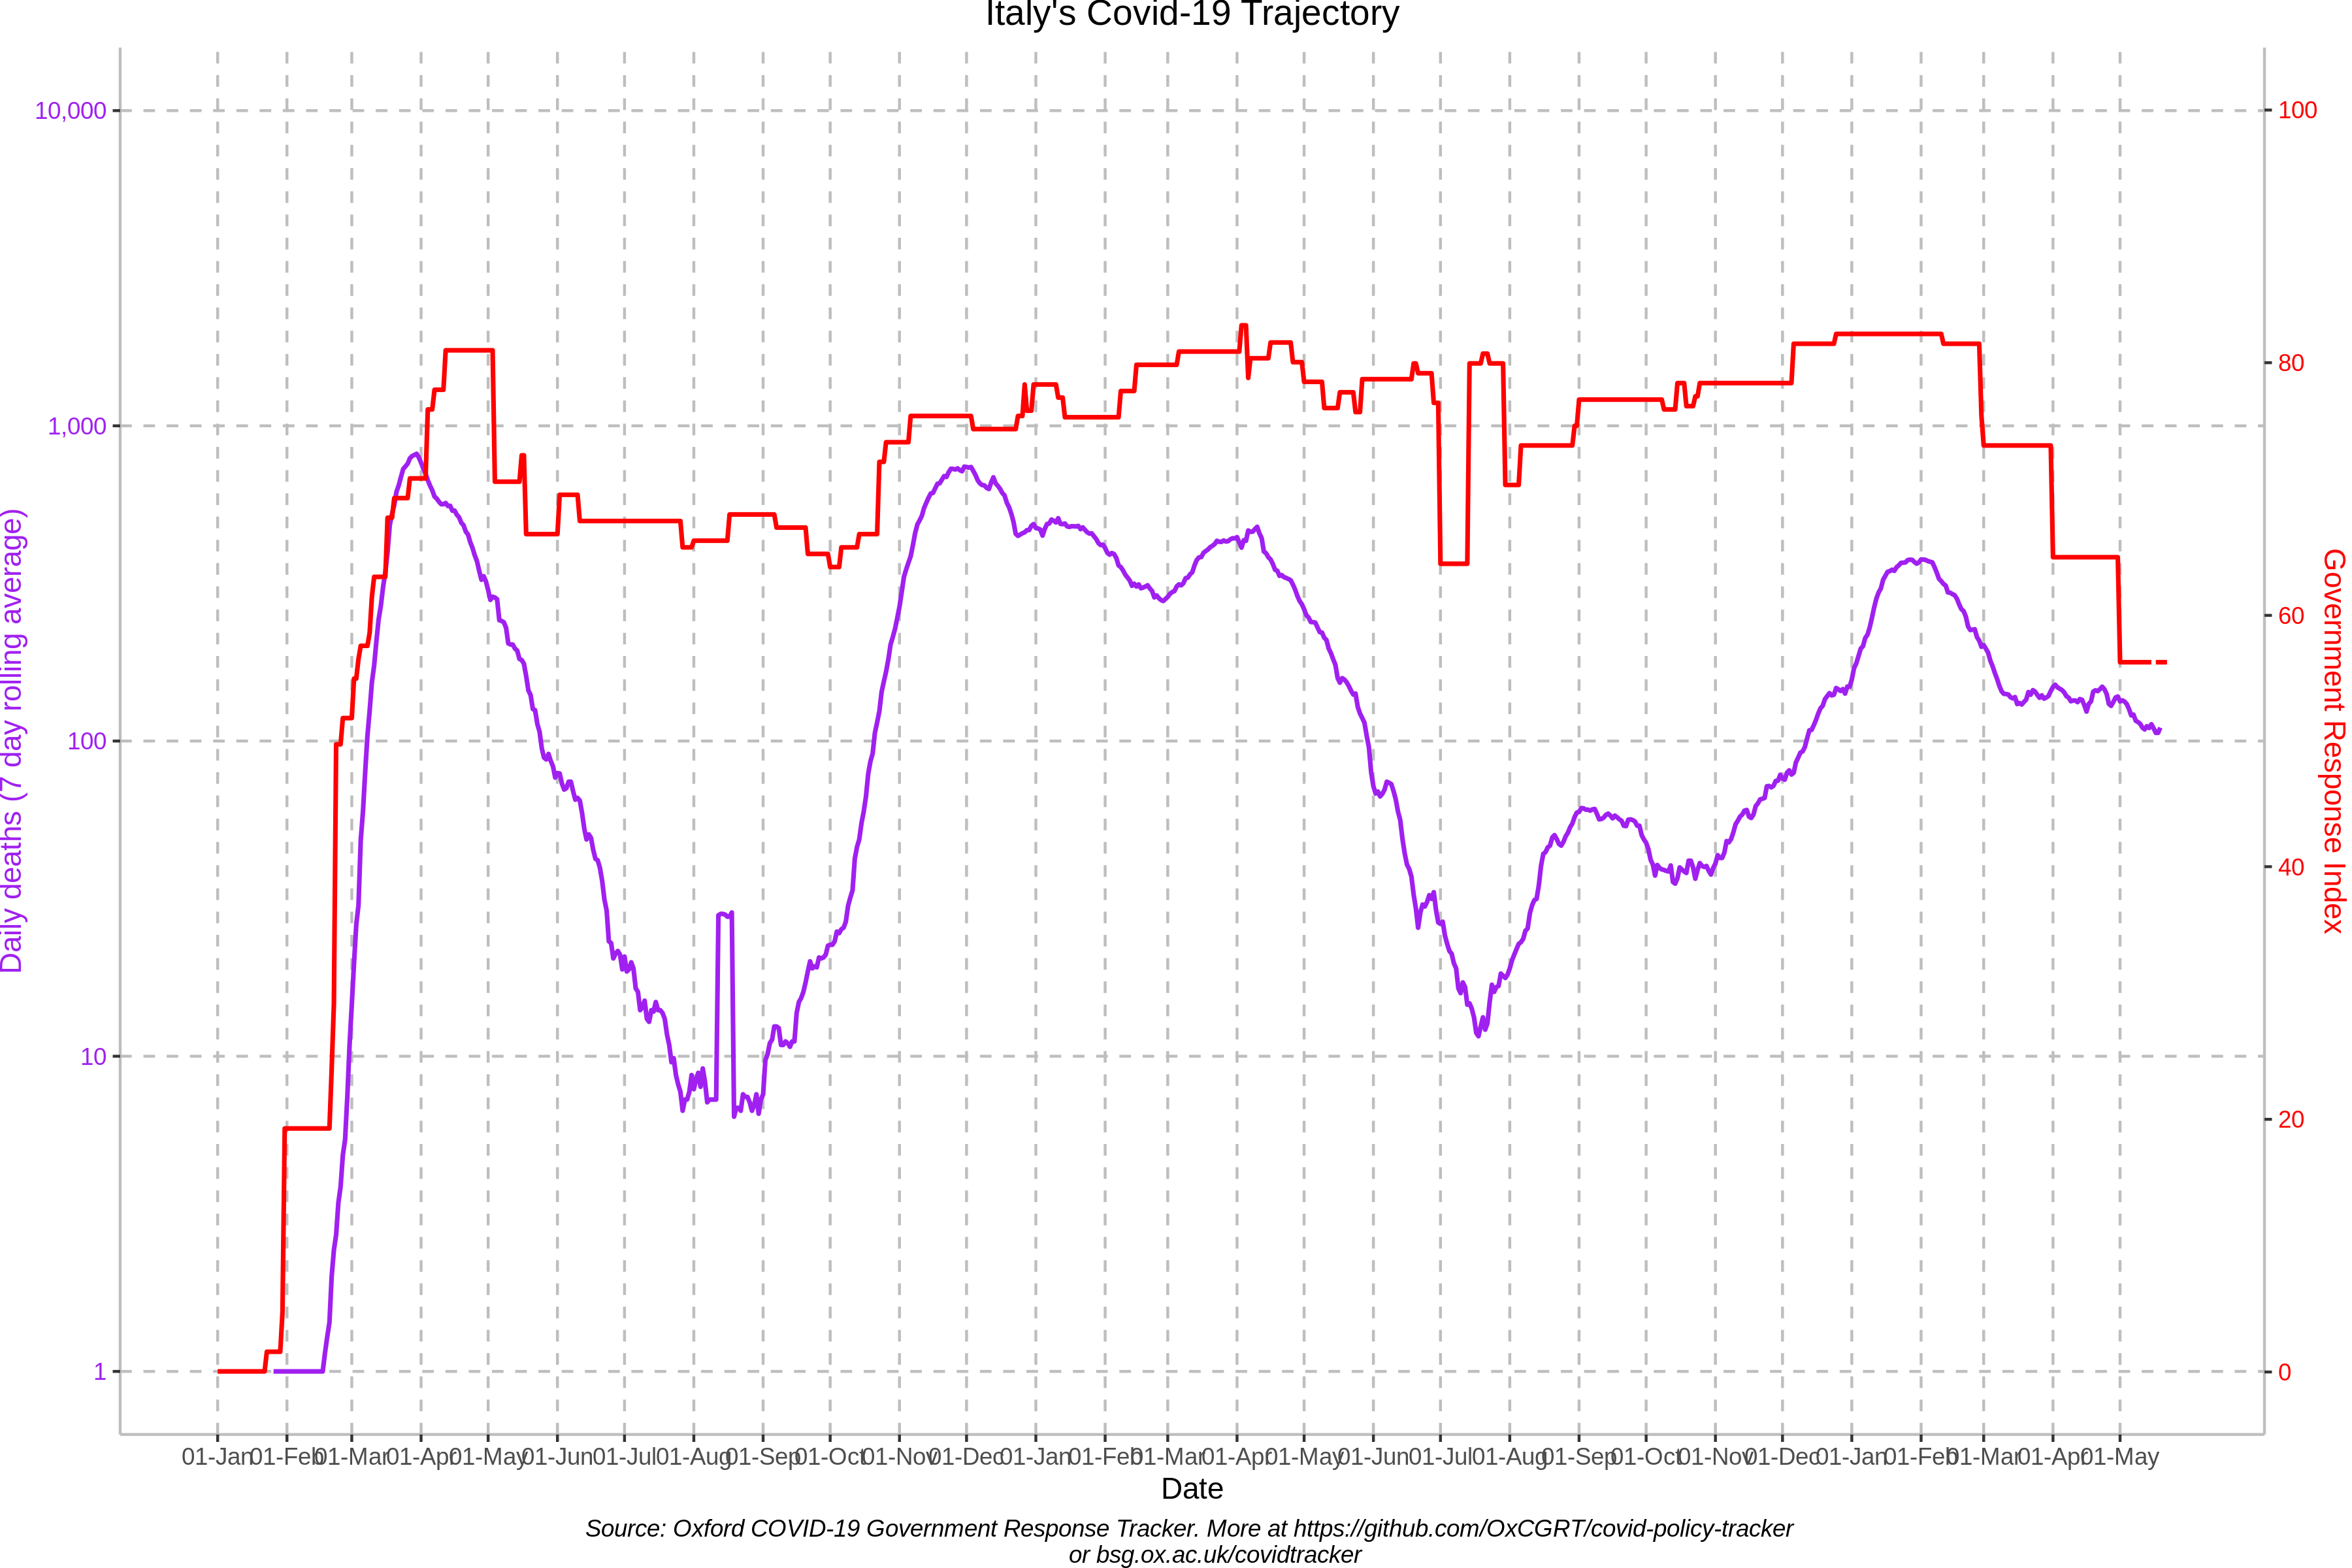 Italy's Covid-19 Trajectory
10,000
1,000
100
10
1
Daily deaths (7 day rolling average)
100
80
60
40
20
0
Government Response Index
01-Jan 01-Feb 01-Mar 01-Apr 01-May 01-Jun 01-Jul 01-Aug 01-Sep 01-Oct 01-Nov 01-Dec 01-Jan 01-Feb 01-Mar 01-Apr 01-May 01-Jun 01-Jul 01-Aug 01-Sep 01-Oct 01-Nov 01-Dec 01-Jan 01-Feb 01-Mar 01-Apr 01-May
Date
Source: Oxford COVID-19 Government Response Tracker. More at https://github.com/OxCGRT/covid-policy-tracker
or bsg.ox.ac.uk/covidtracker